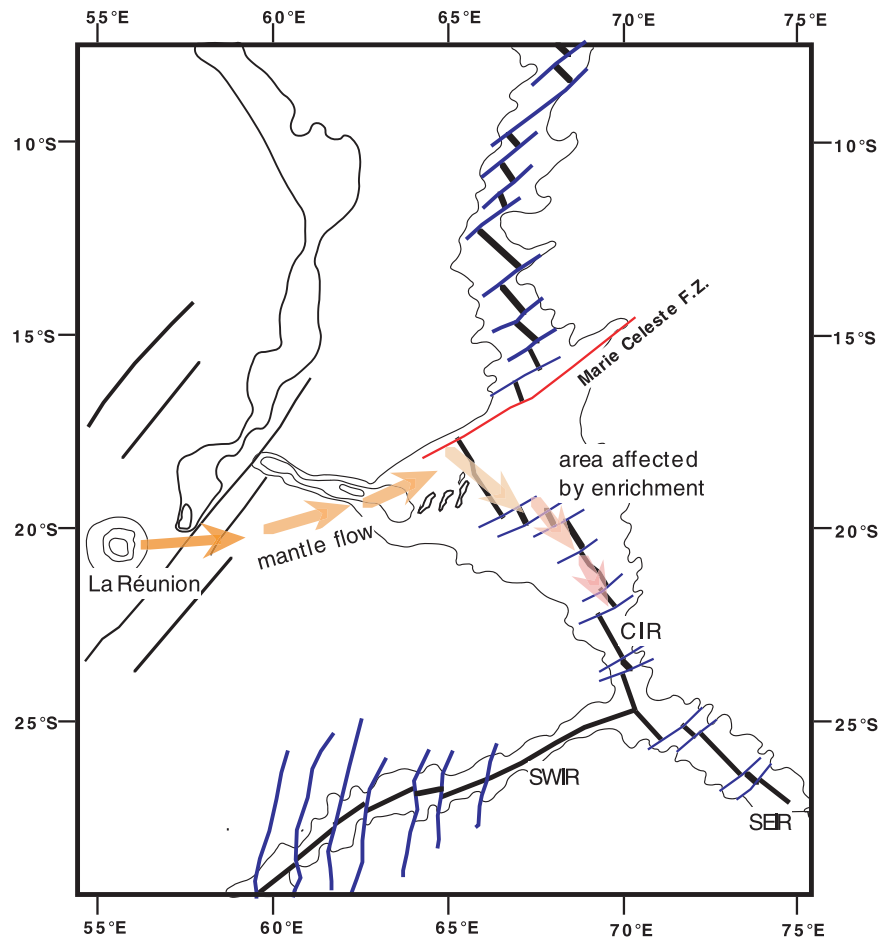 55°E 60°E 65°E 70°E 75°E
10°S 10°S
Marie Celeste F.Z.
15°S 15°S
area affected
by enrichment
20°S 20°S
mantle flow
La Réunion
CIR
25°S 25°S
SWIR
SEIR
55°E 60°E 65°E 70°E 75°E